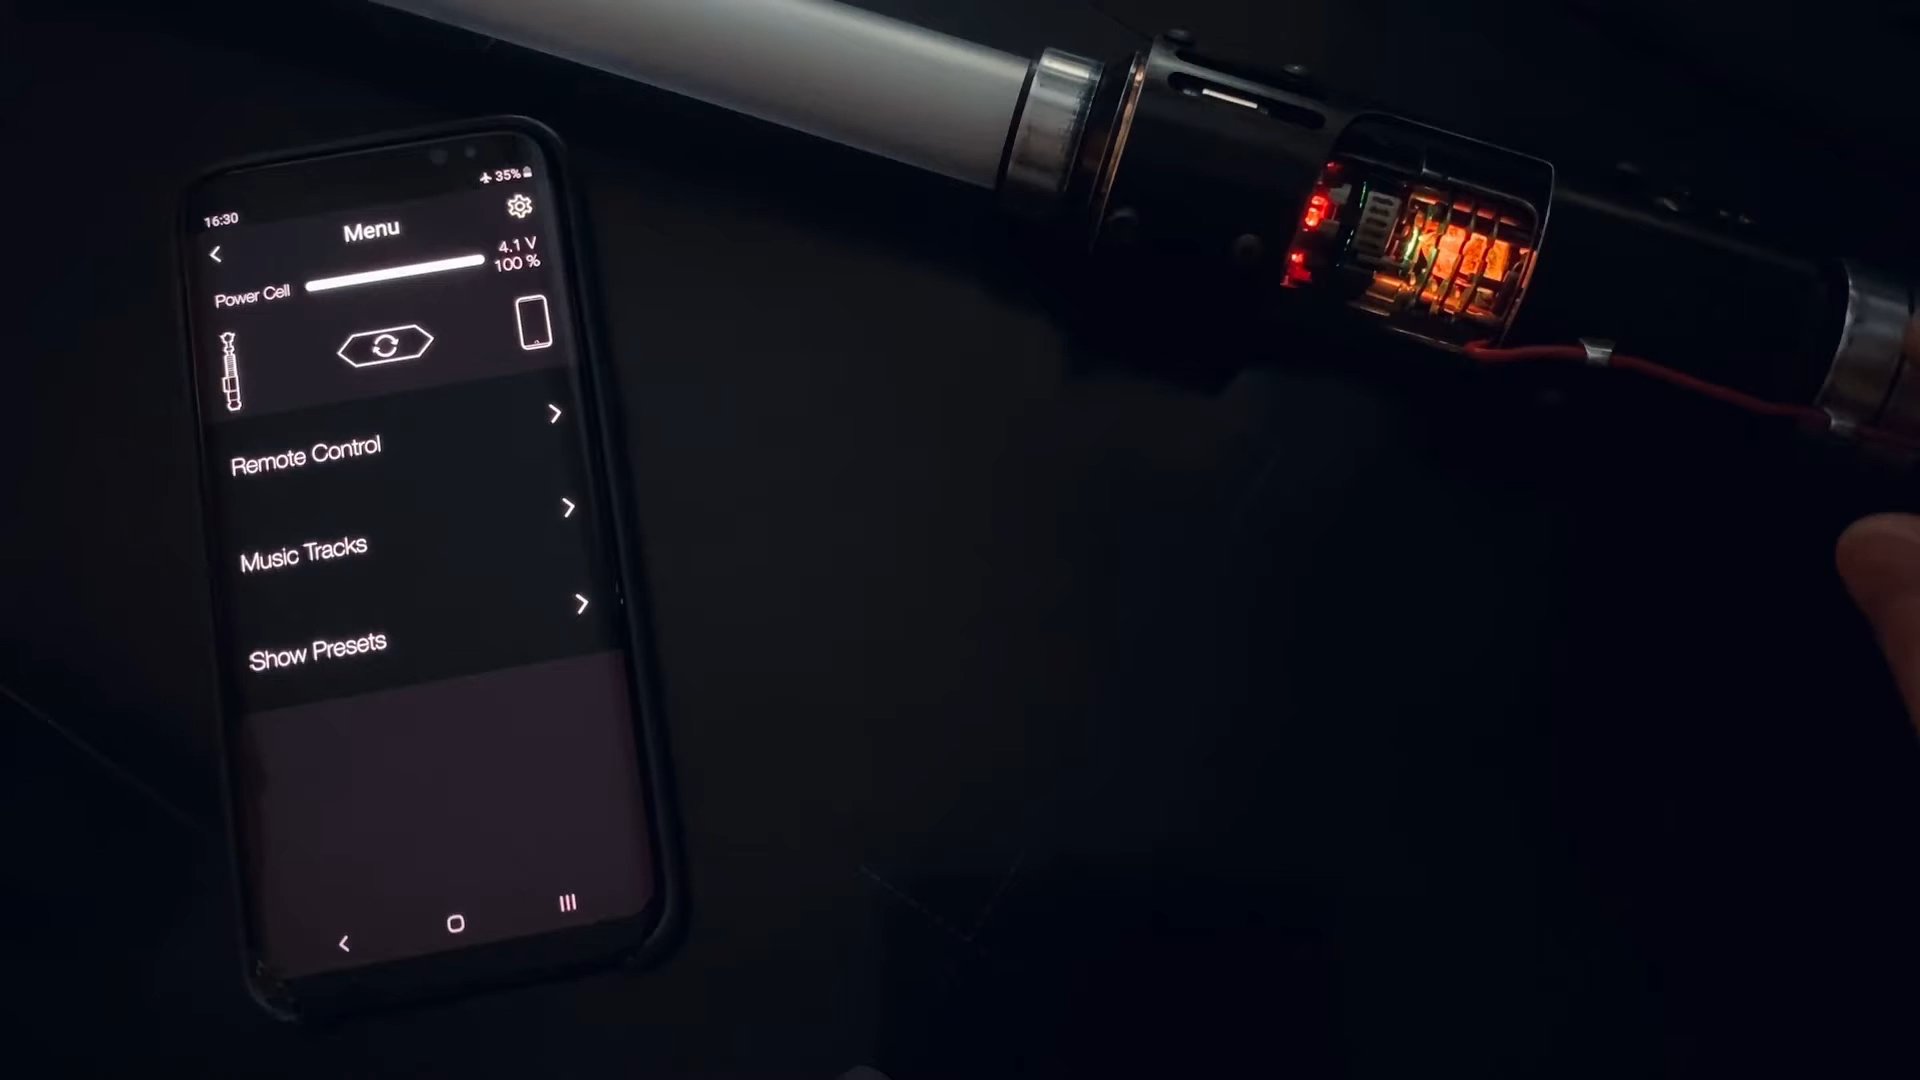 35%
16:30
Menu
4.1 V
100 %
Power Cell
Remote Control
Music Tracks
Show Presets